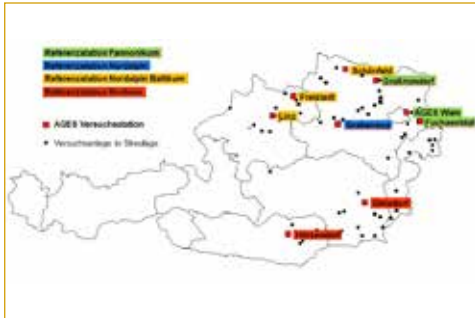 Referenzstation Pannonikum
Referenzstation Nordalpin
Referenzstation Nordalpin Baltikum
Referenzstation
AGES Versuchsstation
Versuchsanlage in Streulage
Schönfeld
Großnondorf
Freistadt
Linz
AGES Wien
Fuchsenbigl
Grabenegg
Gleisdorf
Hörzendorf